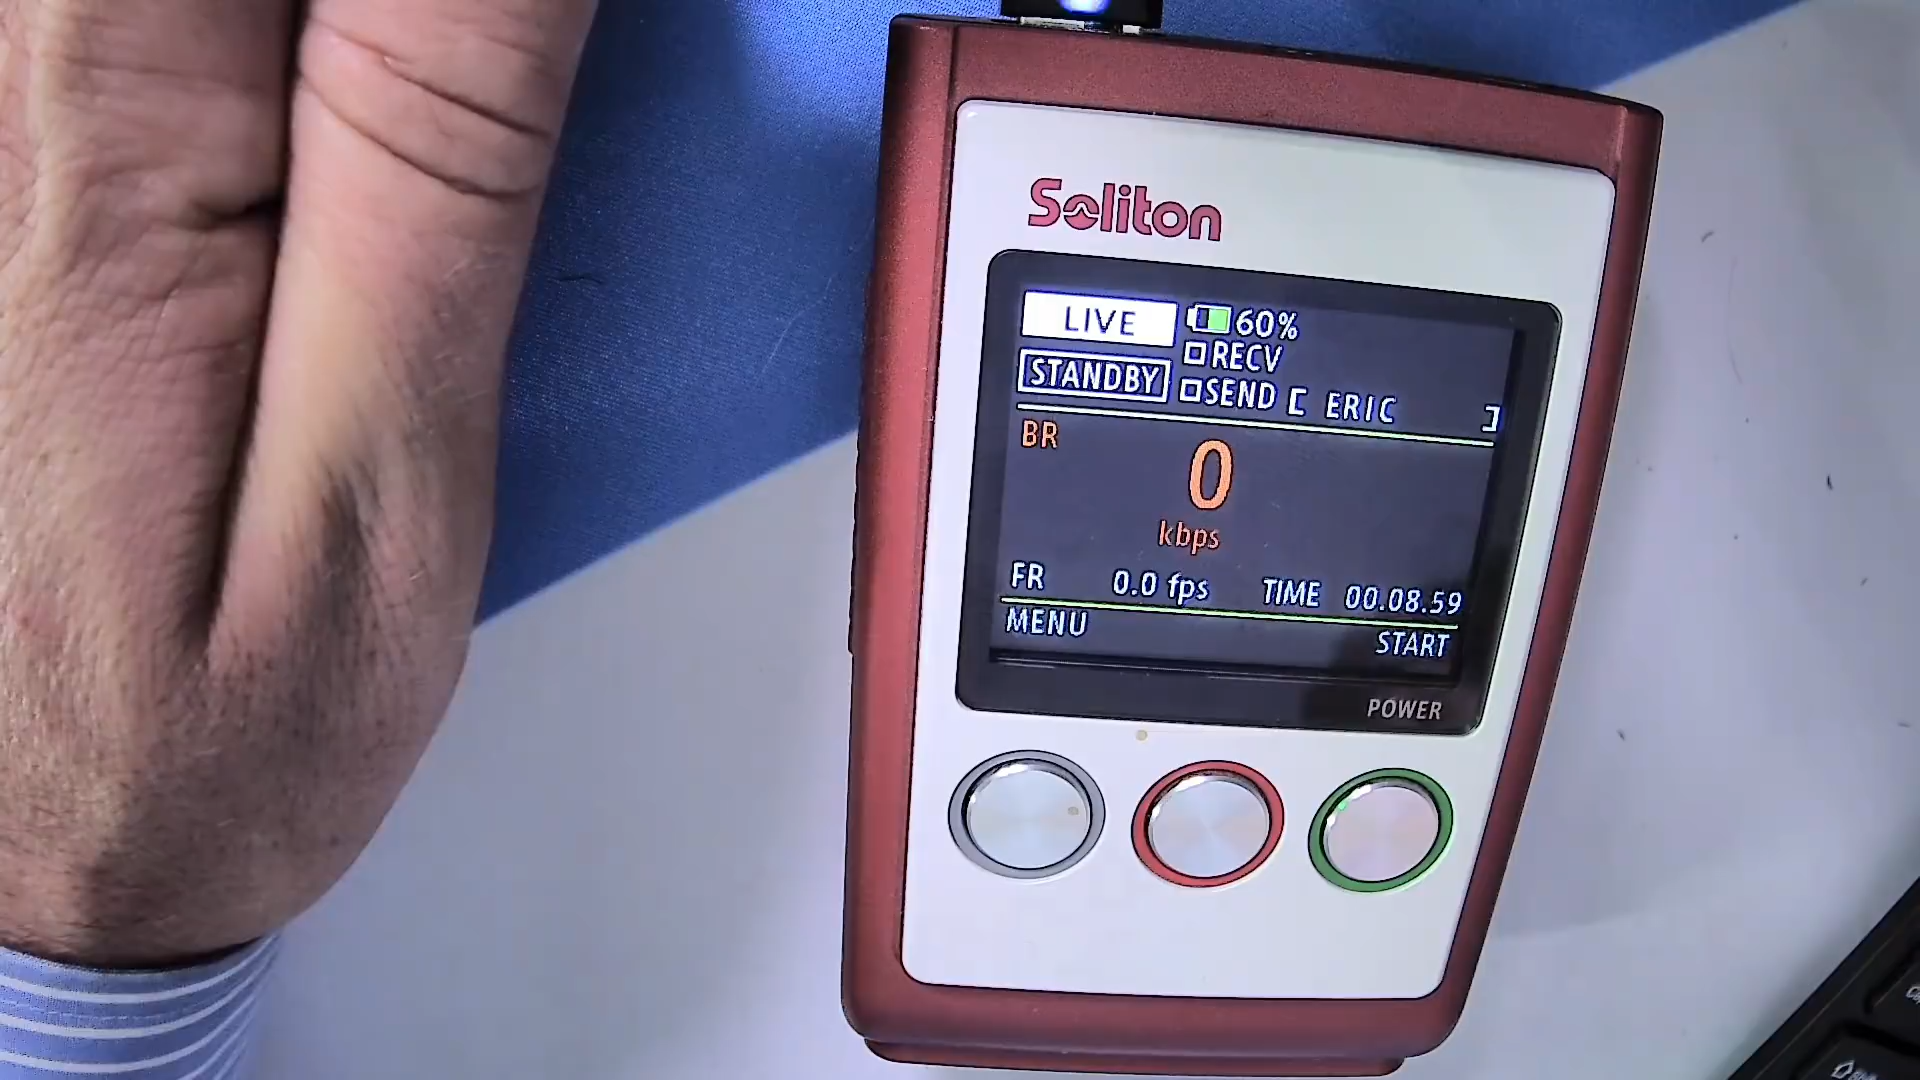 Soliton
LIVE 60%
RECV
STANDBY SEND [ ERIC ]
BR 0
kbps
FR 0.0 fps TIME 00.08.59
MENU START
POWER